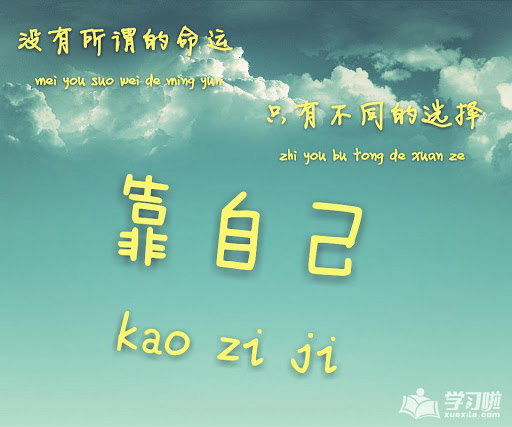 没有所谓的命运
mei you suo wei de ming yun
只有不同的选择
zhi you bu tong de xuan ze
靠自己
kao zi ji
学习啦
xuexila.com